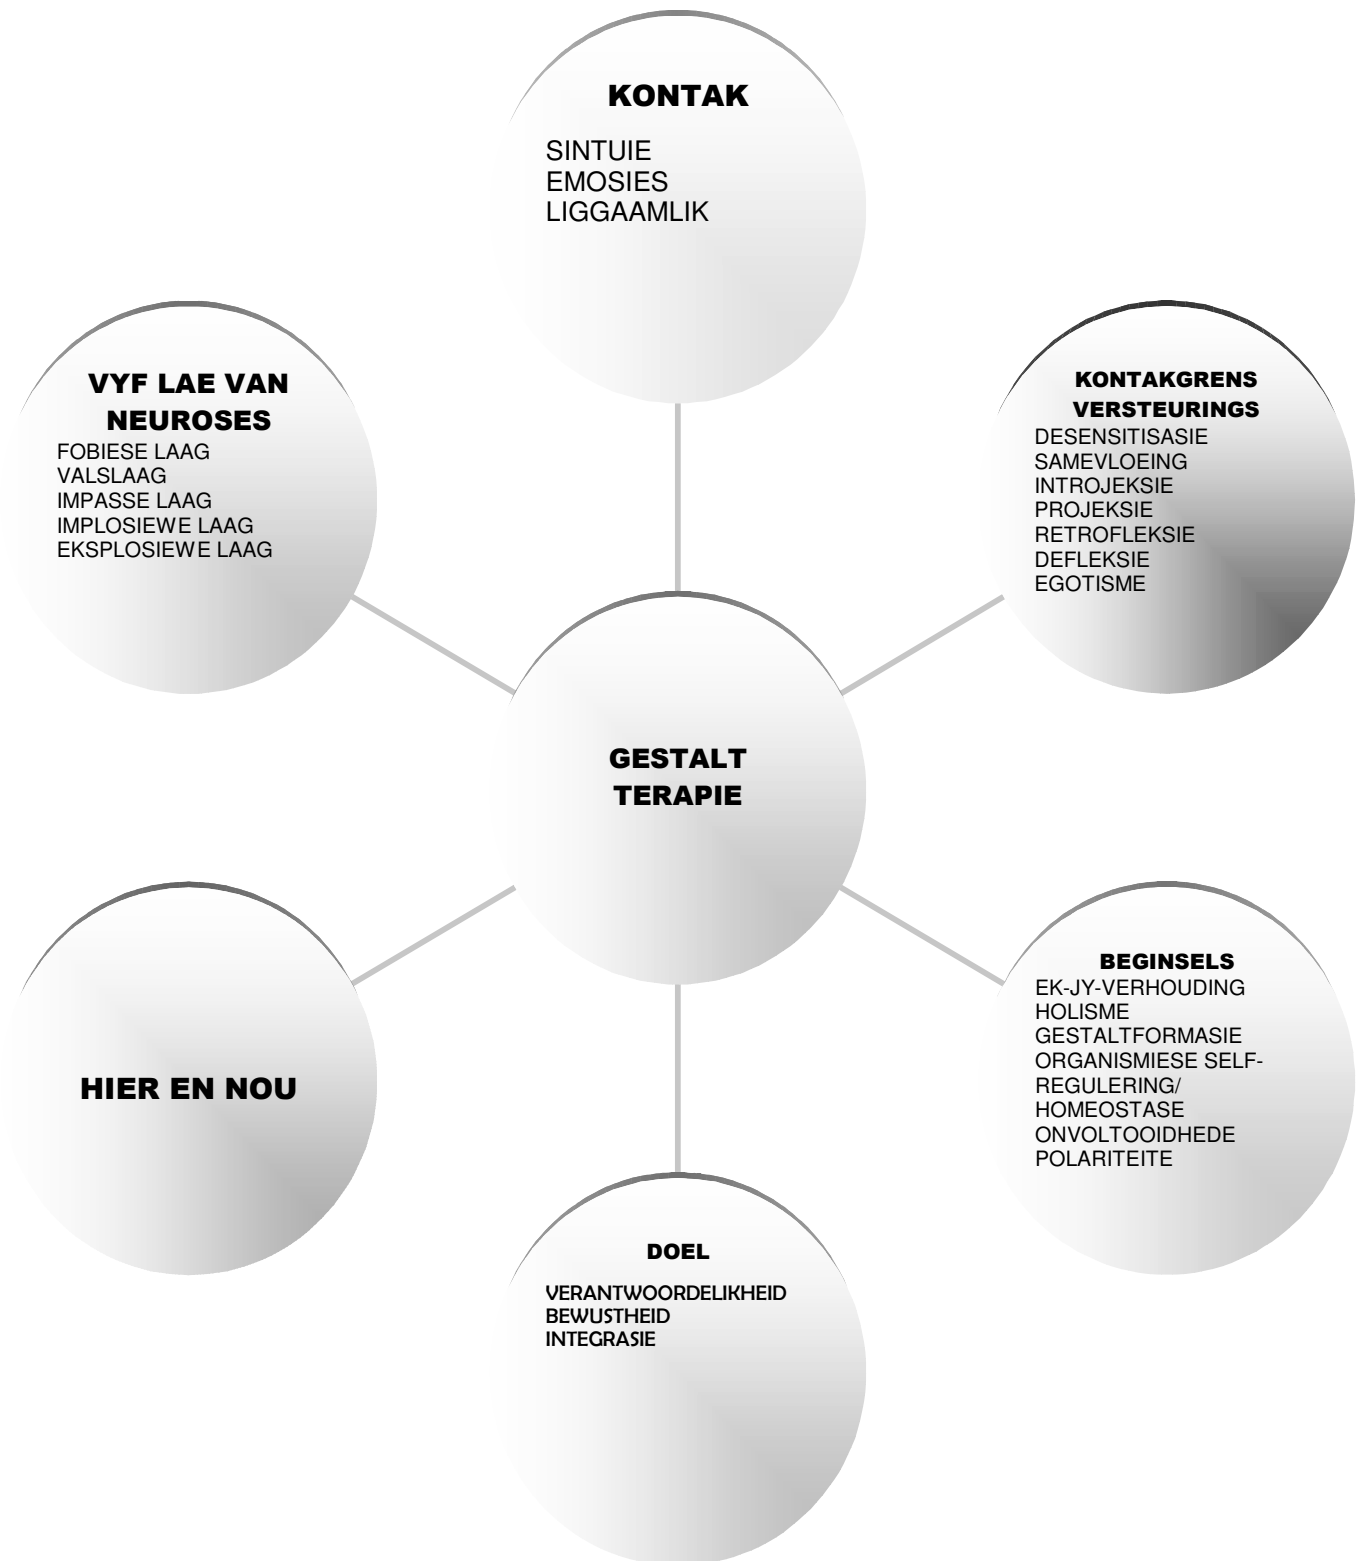 KONTAK
SINTUIE
EMOSIES
LIGGAAMLIK
VYF LAE VAN
NEUROSES
FOBIESE LAAG
VALSLAAG
IMPASSE LAAG
IMPLOSIEWE LAAG
EKSPLOSIEWE LAAG
KONTAKGRENS
VERSTEURINGS
DESENSITISASIE
SAMEVLOEING
INTROJEKSIE
PROJEKSIE
RETROFLEKSIE
DEFLEKSIE
EGOTISME
GESTALT
TERAPIE
HIER EN NOU
BEGINSELS
EK-JY-VERHOUDING
HOLISME
GESTALTFORMASIE
ORGANISMIESE SELF-
REGULERING/
HOMEOSTASE
ONVOLTOOIDHEDE
POLARITEITE
DOEL
VERANTWOORDELIKHEID
BEWUSTHEID
INTEGRASIE